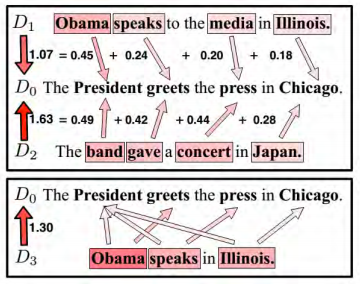 D₁ Obama speaks to the media in Illinois.
1.07 = 0.45 + 0.24 + 0.20 + 0.18
D₀ The President greets the press in Chicago.
1.63 = 0.49 + 0.42 + 0.44 + 0.28
D₂ The band gave a concert in Japan.
D₀ The President greets the press in Chicago.
1.30
D₃ Obama speaks in Illinois.